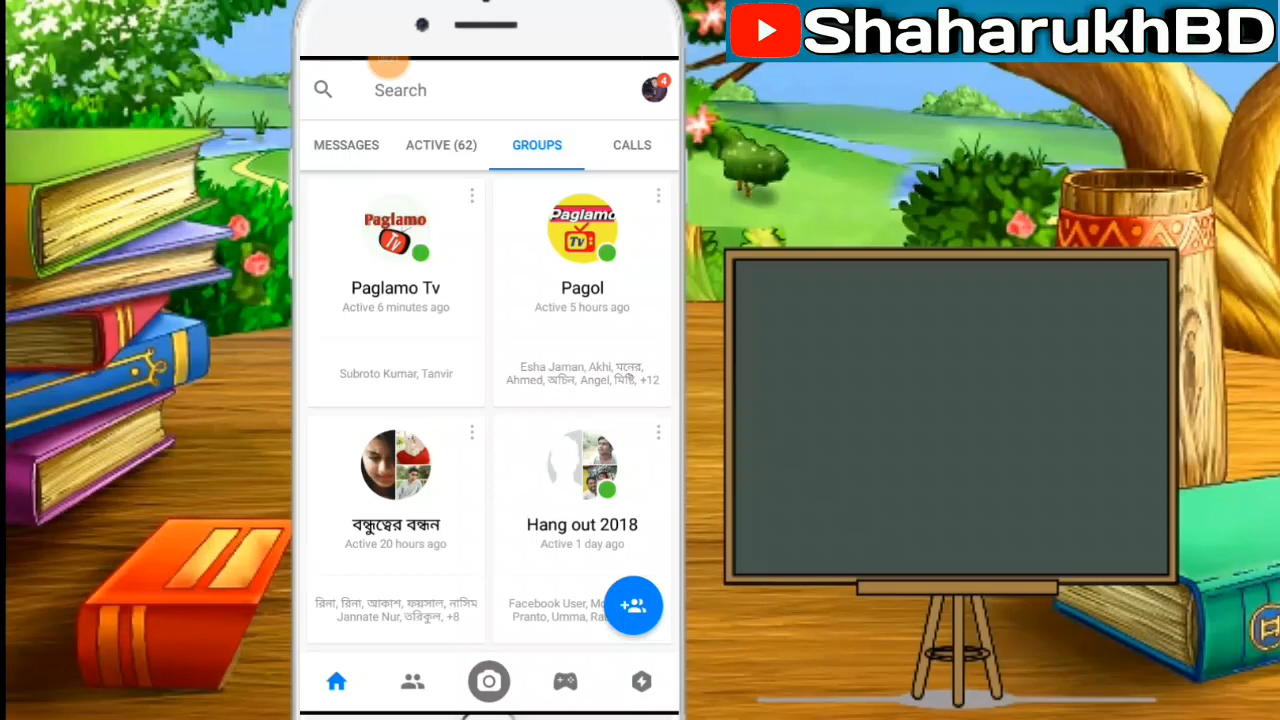 ShaharukhBD
Search
4
MESSAGES
ACTIVE (62)
GROUPS
CALLS
Paglamo
Tv
Paglamo Tv
Active 6 minutes ago
Subroto Kumar, Tanvir
Paglamo
Tv
Pagol
Active 5 hours ago
Esha Jaman, Akhi, মনের,
Ahmed, অচিন, Angel, মিষ্টি, +12
বন্ধুত্বের বন্ধন
Active 20 hours ago
রিনা, রিনা, আকাশ, ফয়সাল, নাসিম
Jannate Nur, তরিকুল, +8
Hang out 2018
Active 1 day ago
Facebook User,
Pranto, Umma,